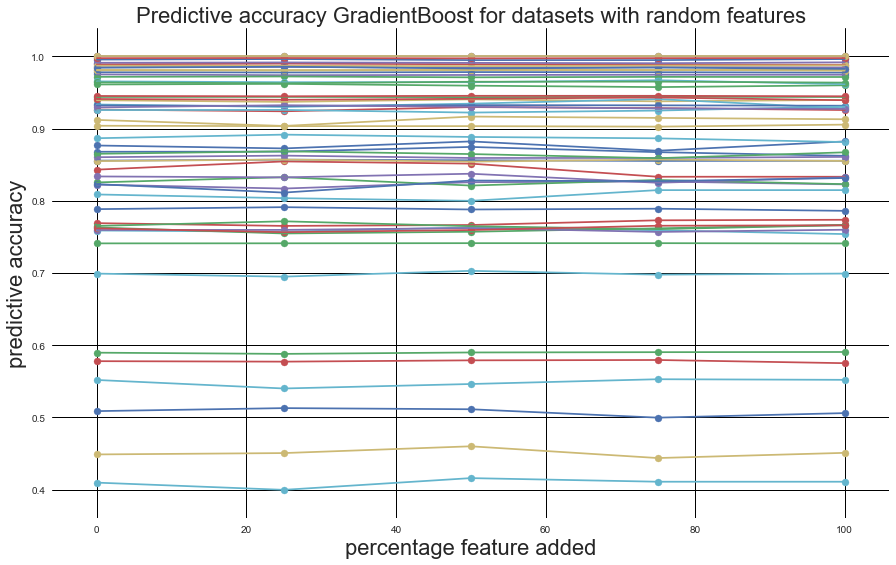 Predictive accuracy GradientBoost for datasets with random features
predictive accuracy
1.0
0.9
0.8
0.7
0.6
0.5
0.4
0 20 40 60 80 100
percentage feature added